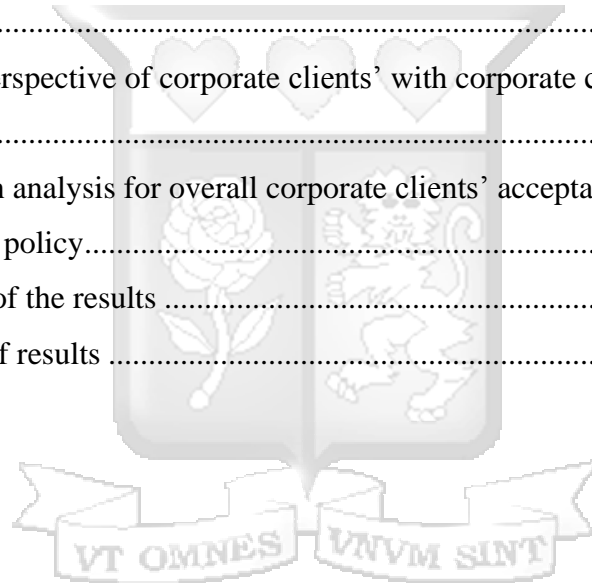 ....................................................................................
erspective of corporate clients’ with corporate c
....................................................................................
n analysis for overall corporate clients’ accepta
policy.........................................................................
of the results ..............................................................
f results .......................................................................
VT OMNES VNVM SINT